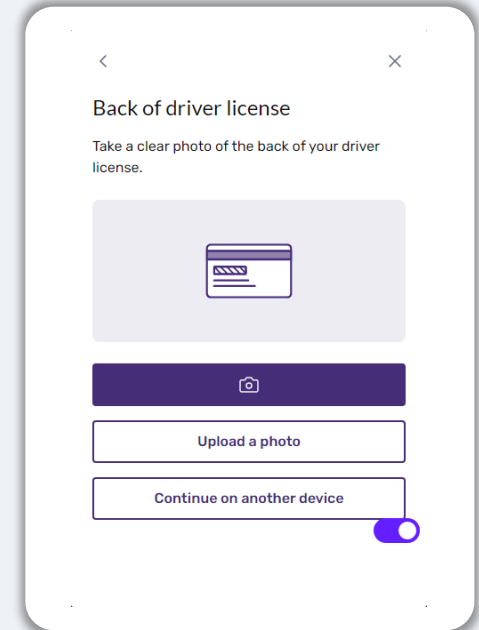 Back of driver license
Take a clear photo of the back of your driver
license.
Upload a photo
Continue on another device